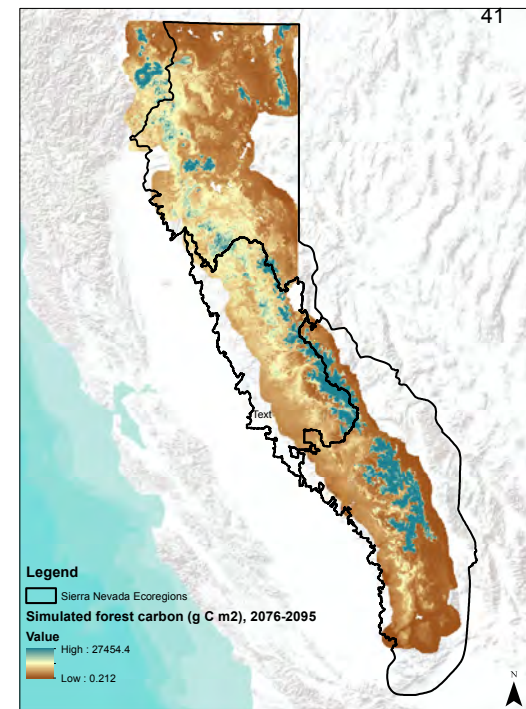 41
Text
Legend
Sierra Nevada Ecoregions
Simulated forest carbon (g C m2), 2076-2095
Value
High : 27454.4
Low : 0.212
N